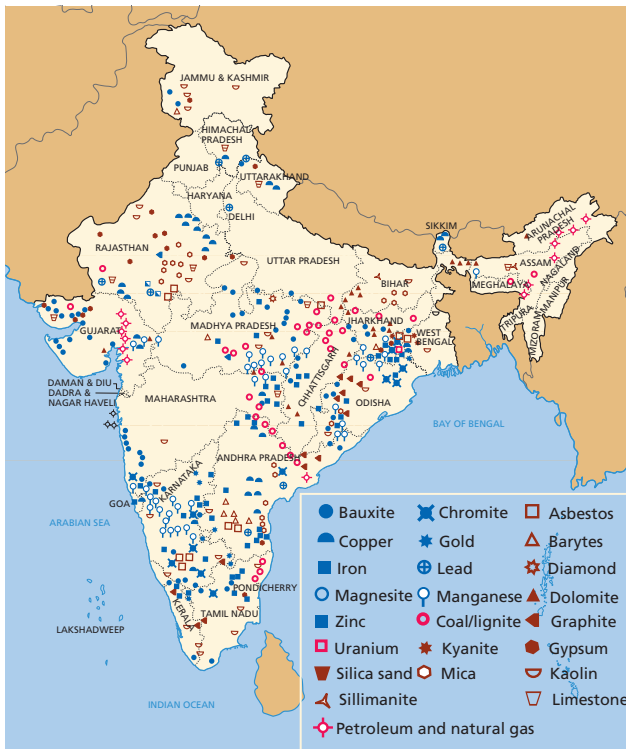 JAMMU & KASHMIR
HIMACHAL
PRADESH
PUNJAB
UTTARAKHAND
HARYANA
DELHI
SIKKIM
ARUNACHAL
PRADESH
RAJASTHAN
UTTAR PRADESH
ASSAM
NAGALAND
BIHAR
MEGHALAYA
MANIPUR
TRIPURA
MIZORAM
GUJARAT
MADHYA PRADESH
JHARKHAND
WEST
BENGAL
CHHATTISGARH
DAMAN & DIU
DADRA &
NAGAR HAVELI
MAHARASHTRA
ODISHA
BAY OF BENGAL
ANDHRA PRADESH
KARNATAKA
GOA
ARABIAN SEA
PONDICHERRY
KERALA
TAMIL NADU
LAKSHADWEEP
INDIAN OCEAN
Bauxite
Chromite
Asbestos
Copper
Gold
Barytes
Iron
Lead
Diamond
Magnesite
Manganese
Dolomite
Zinc
Coal/lignite
Graphite
Uranium
Kyanite
Gypsum
Silica sand
Mica
Kaolin
Sillimanite
Limestone
Petroleum and natural gas